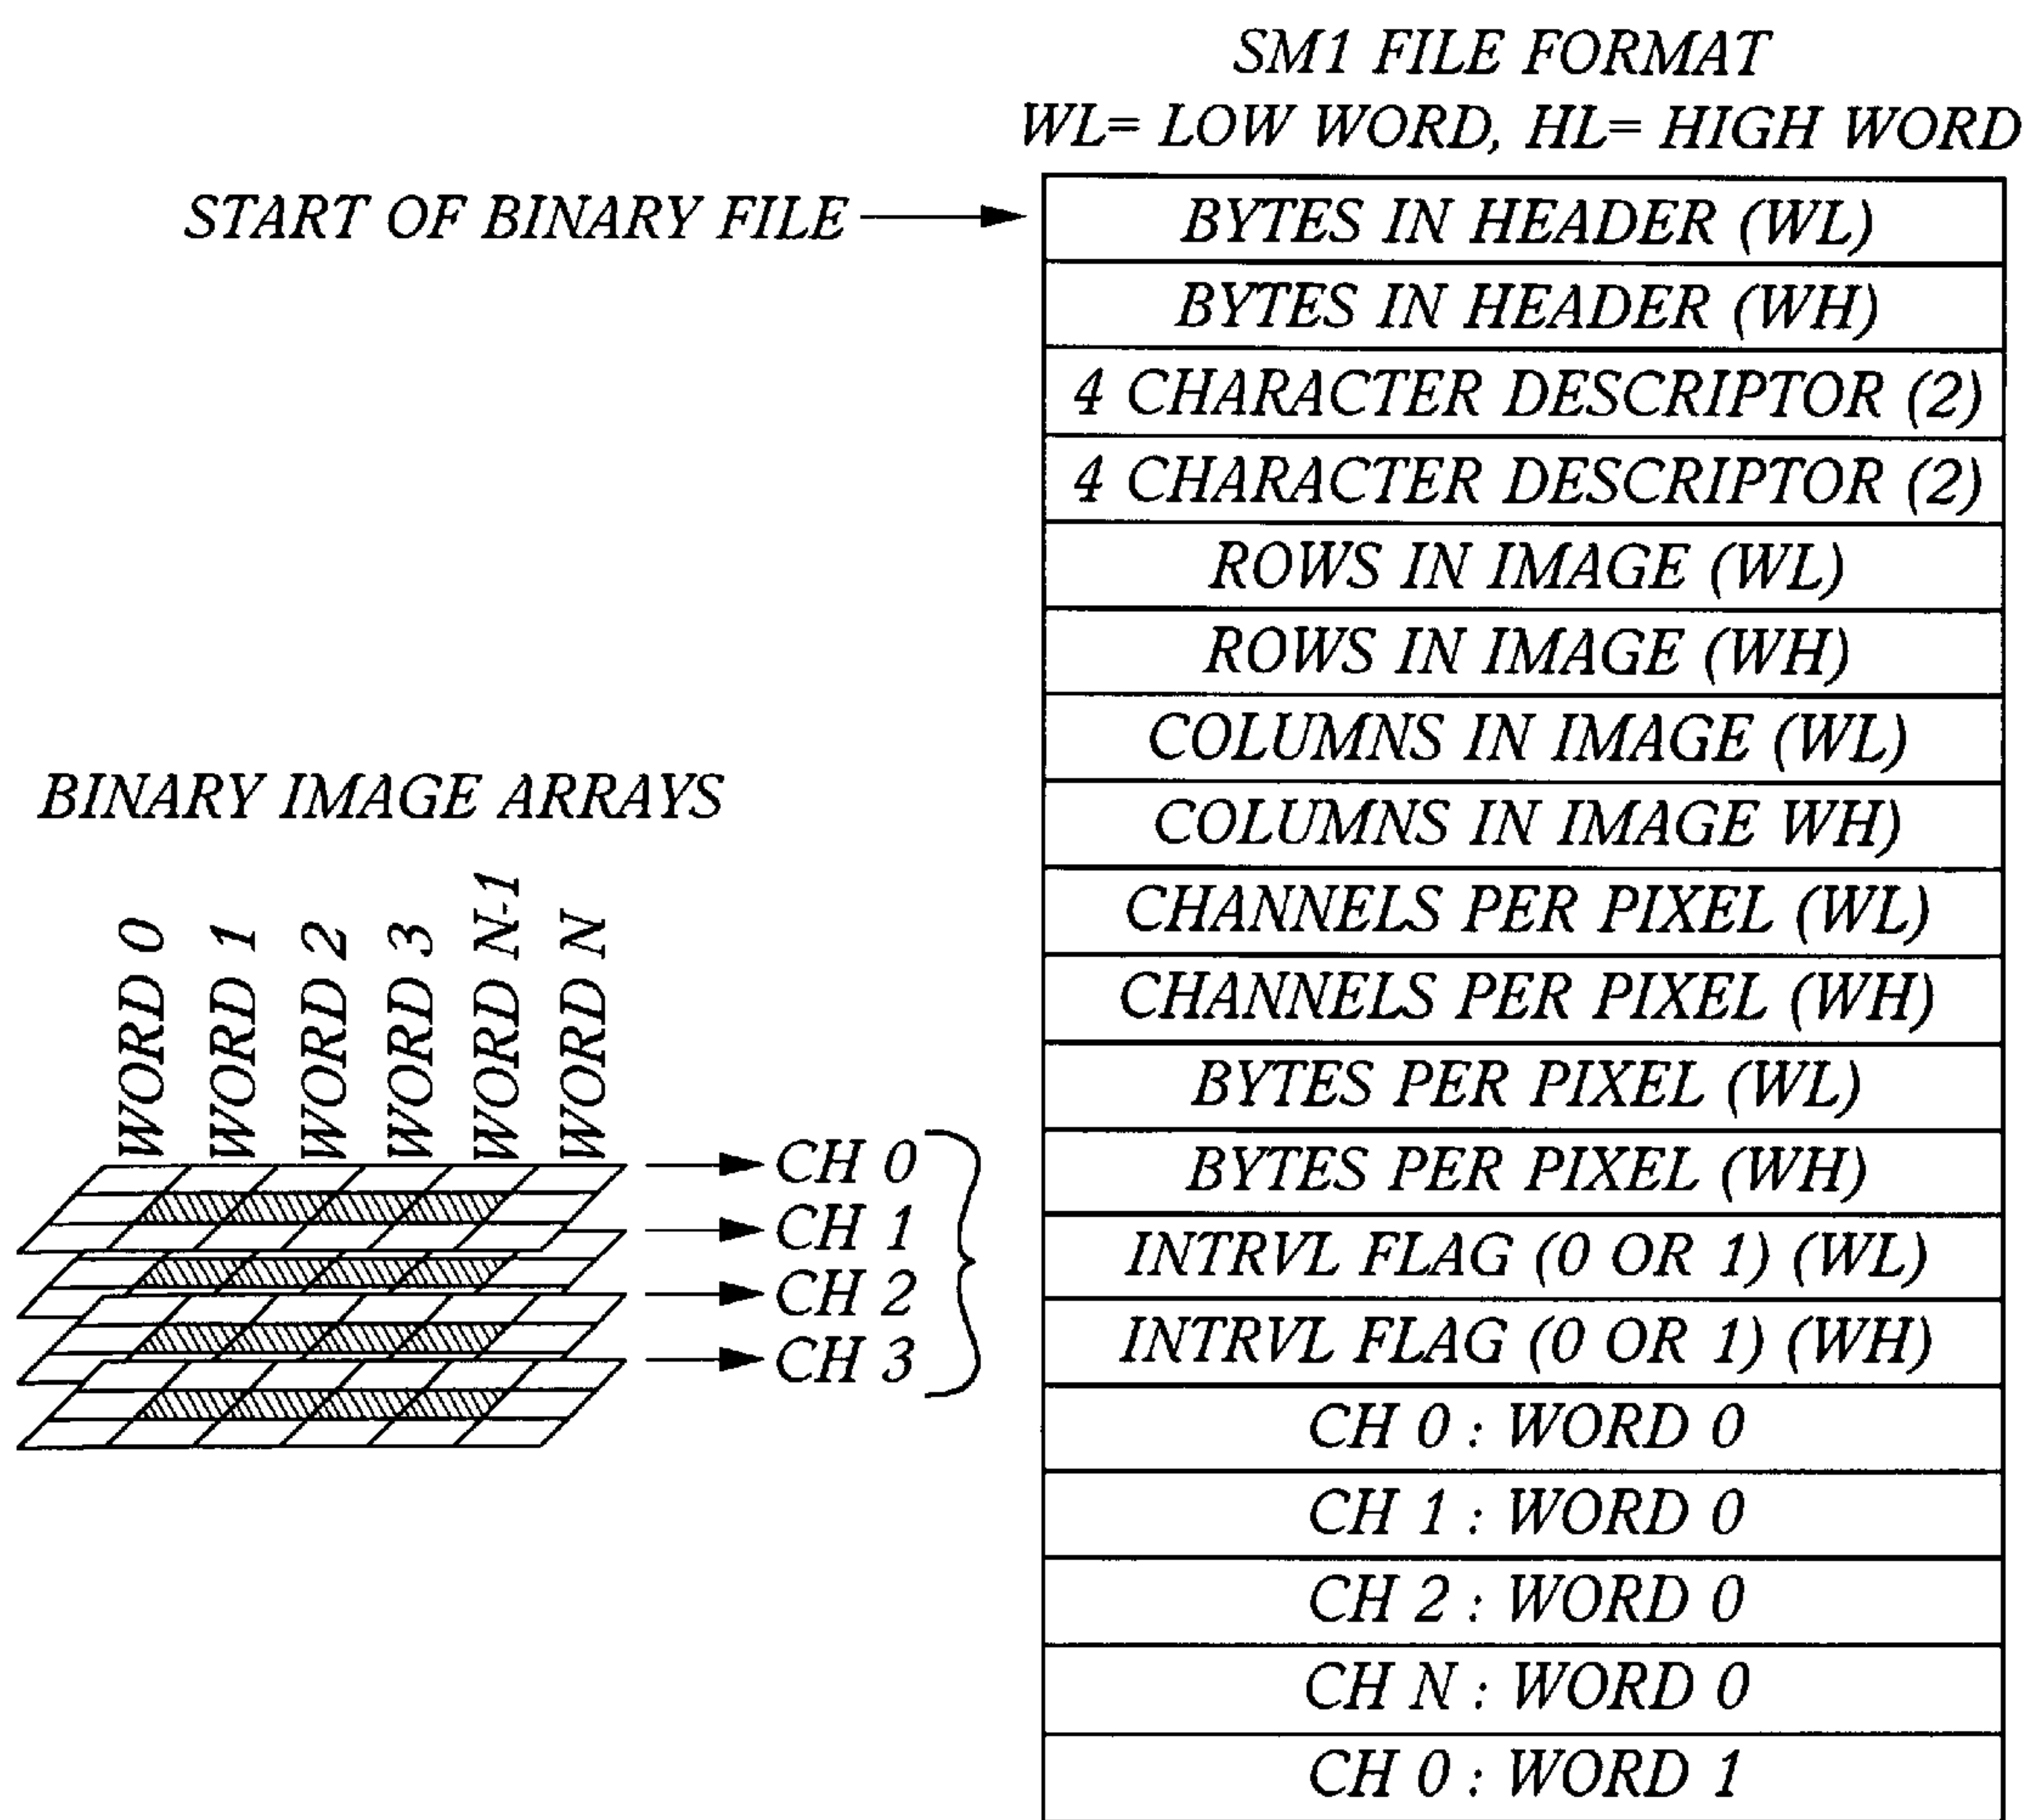 SM1 FILE FORMAT
WL= LOW WORD, HL= HIGH WORD
START OF BINARY FILE
BYTES IN HEADER (WL)
BYTES IN HEADER (WH)
4 CHARACTER DESCRIPTOR (2)
4 CHARACTER DESCRIPTOR (2)
ROWS IN IMAGE (WL)
ROWS IN IMAGE (WH)
COLUMNS IN IMAGE (WL)
COLUMNS IN IMAGE WH)
CHANNELS PER PIXEL (WL)
CHANNELS PER PIXEL (WH)
BYTES PER PIXEL (WL)
BYTES PER PIXEL (WH)
INTRVL FLAG (0 OR 1) (WL)
INTRVL FLAG (0 OR 1) (WH)
CH 0 : WORD 0
CH 1 : WORD 0
CH 2 : WORD 0
CH N : WORD 0
CH 0 : WORD 1
BINARY IMAGE ARRAYS
WORD 0
WORD 1
WORD 2
WORD 3
WORD N-1
WORD N
CH 0
CH 1
CH 2
CH 3